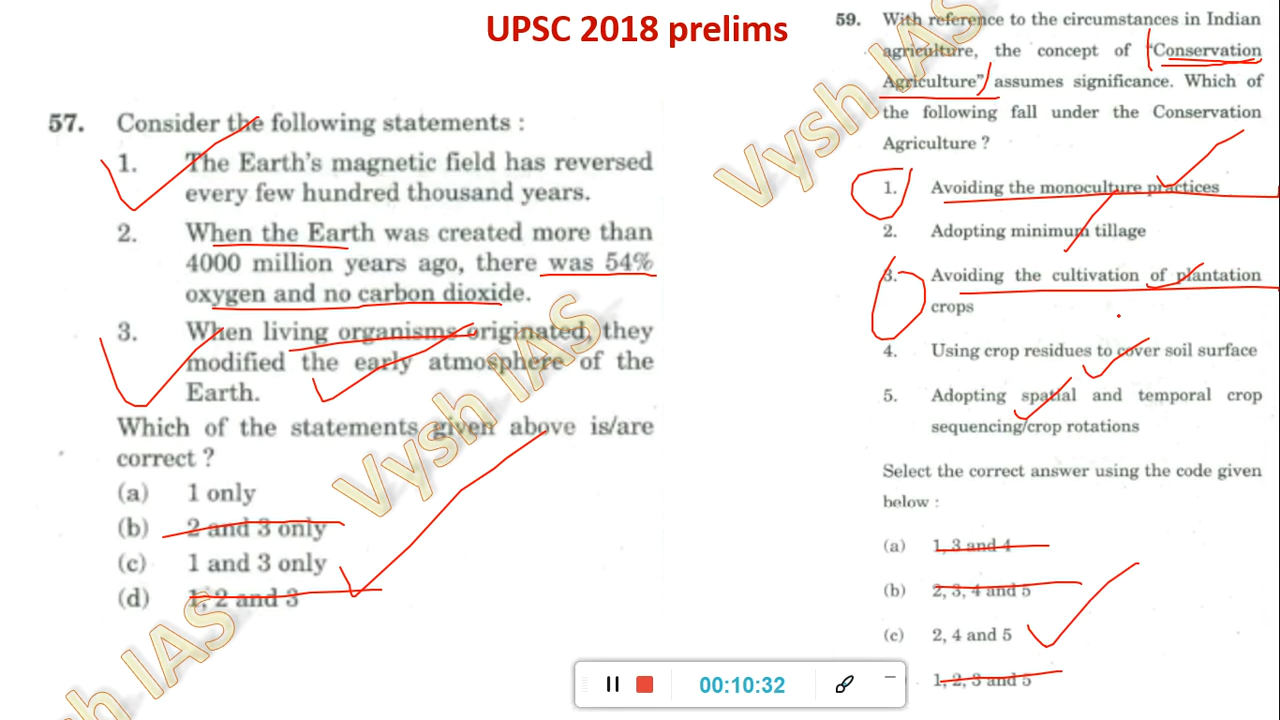 UPSC 2018 prelims
57. Consider the following statements :
1. The Earth's magnetic field has reversed
every few hundred thousand years.
2. When the Earth was created more than
4000 million years ago, there was 54%
oxygen and no carbon dioxide.
3. When living organisms originated, they
modified the early atmosphere of the
Earth.
Which of the statements given above is/are
correct ?
(a) 1 only
(b) 2 and 3 only
(c) 1 and 3 only
(d) 1, 2 and 3
59. With reference to the circumstances in Indian
agriculture, the concept of "Conservation
Agriculture" assumes significance. Which of
the following fall under the Conservation
Agriculture ?
1. Avoiding the monoculture practices
2. Adopting minimum tillage
3. Avoiding the cultivation of plantation
crops
4. Using crop residues to cover soil surface
5. Adopting spatial and temporal crop
sequencing/crop rotations
Select the correct answer using the code given
below :
(a) 1, 3 and 4
(b) 2, 3, 4 and 5
(c) 2, 4 and 5
1, 2, 3 and 5
Vysh IAS
Vysh IAS
Vysh IAS
00:10:32